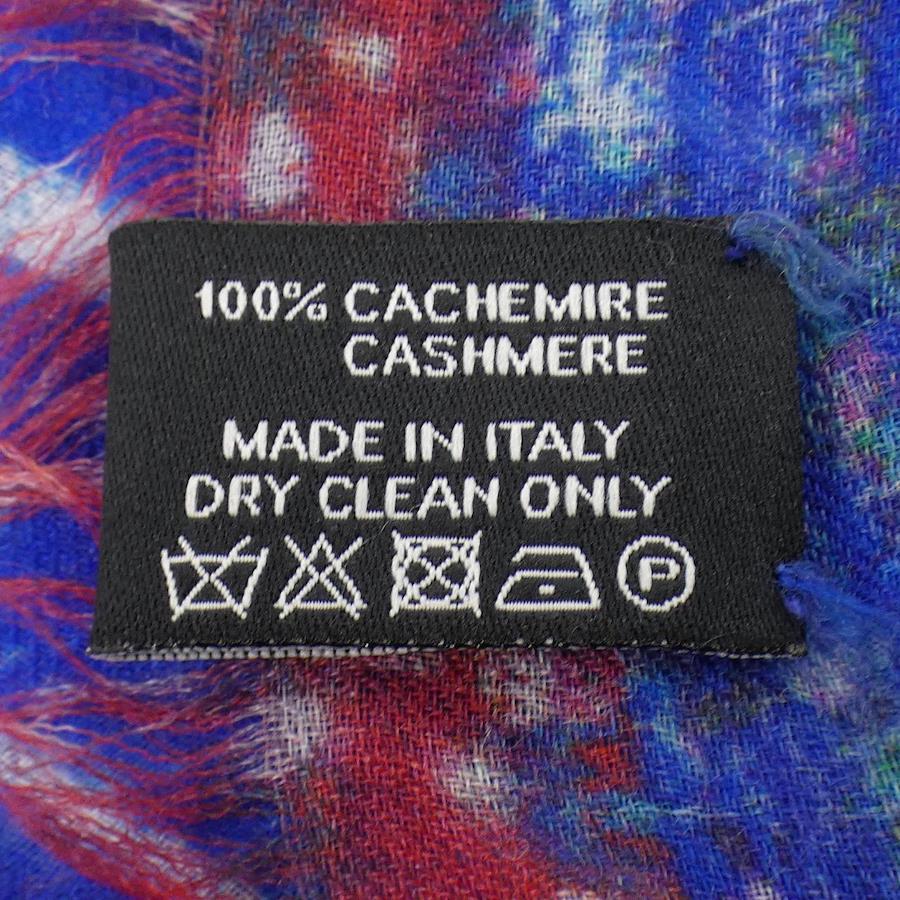 100% CACHEMIRE
CASHMERE
MADE IN ITALY
DRY CLEAN ONLY
P